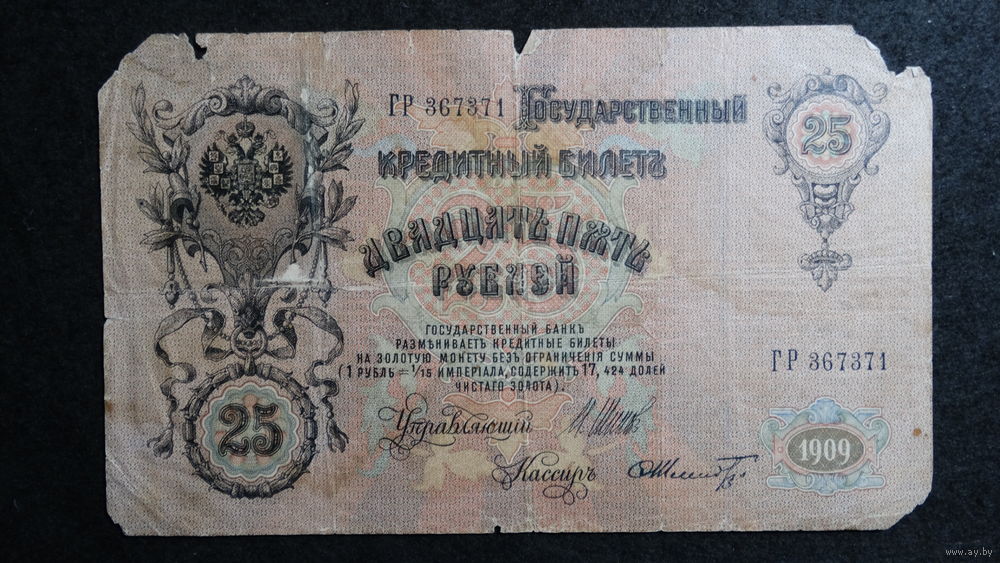 ГР 367371 Государственный
25
кредитный билетъ
Двадцать пять
рублей
Государственный банкъ
размѣниваетъ кредитные билеты
на золотую монету безъ ограниченія суммы
(1 рубль = 1/15 имперіала, содержитъ 17,424 долей
чистаго золота).
ГР 367371
25
Управляющій
Кассиръ
1909
www.ay.by